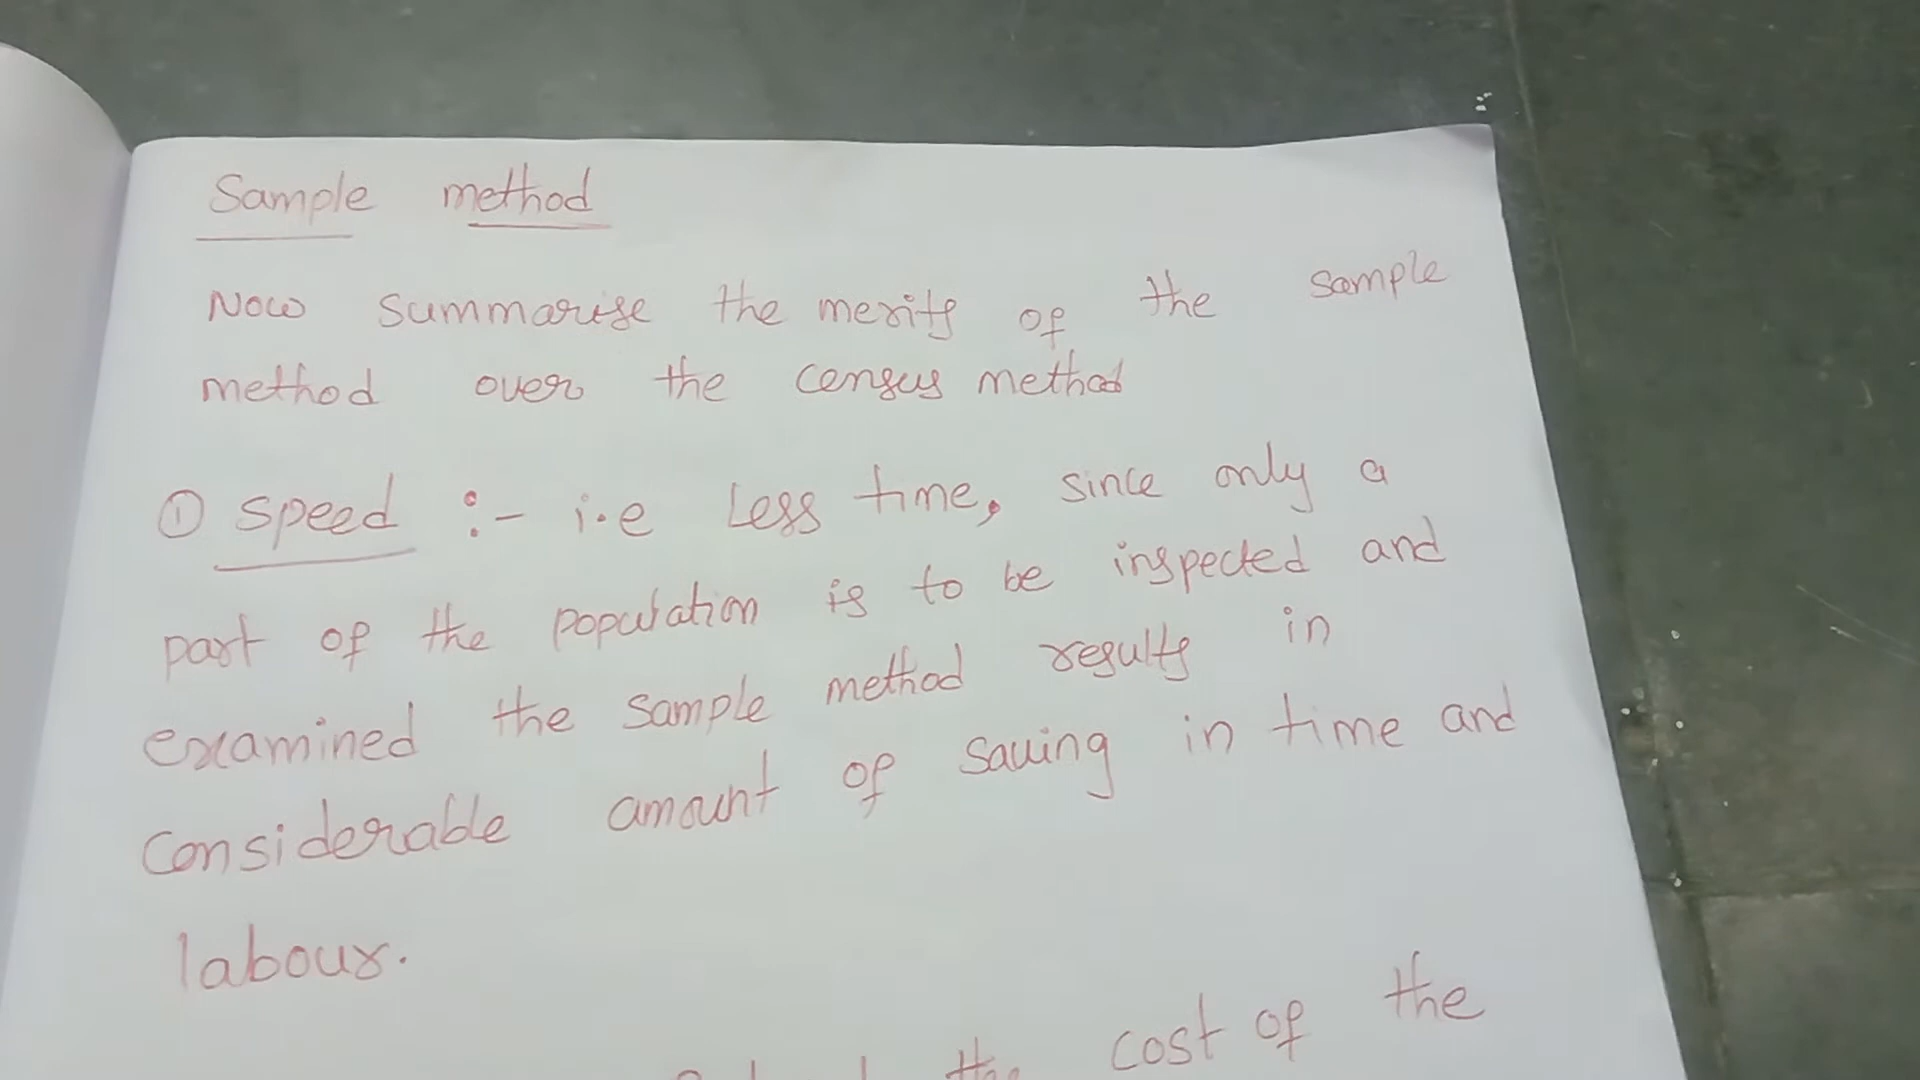 Sample method
Now summarise the merits of the sample
method over the census method
① Speed :- i.e Less time, since only a
part of the population is to be inspected and
examined the sample method results in
considerable amount of saving in time and
labour.
the cost of the